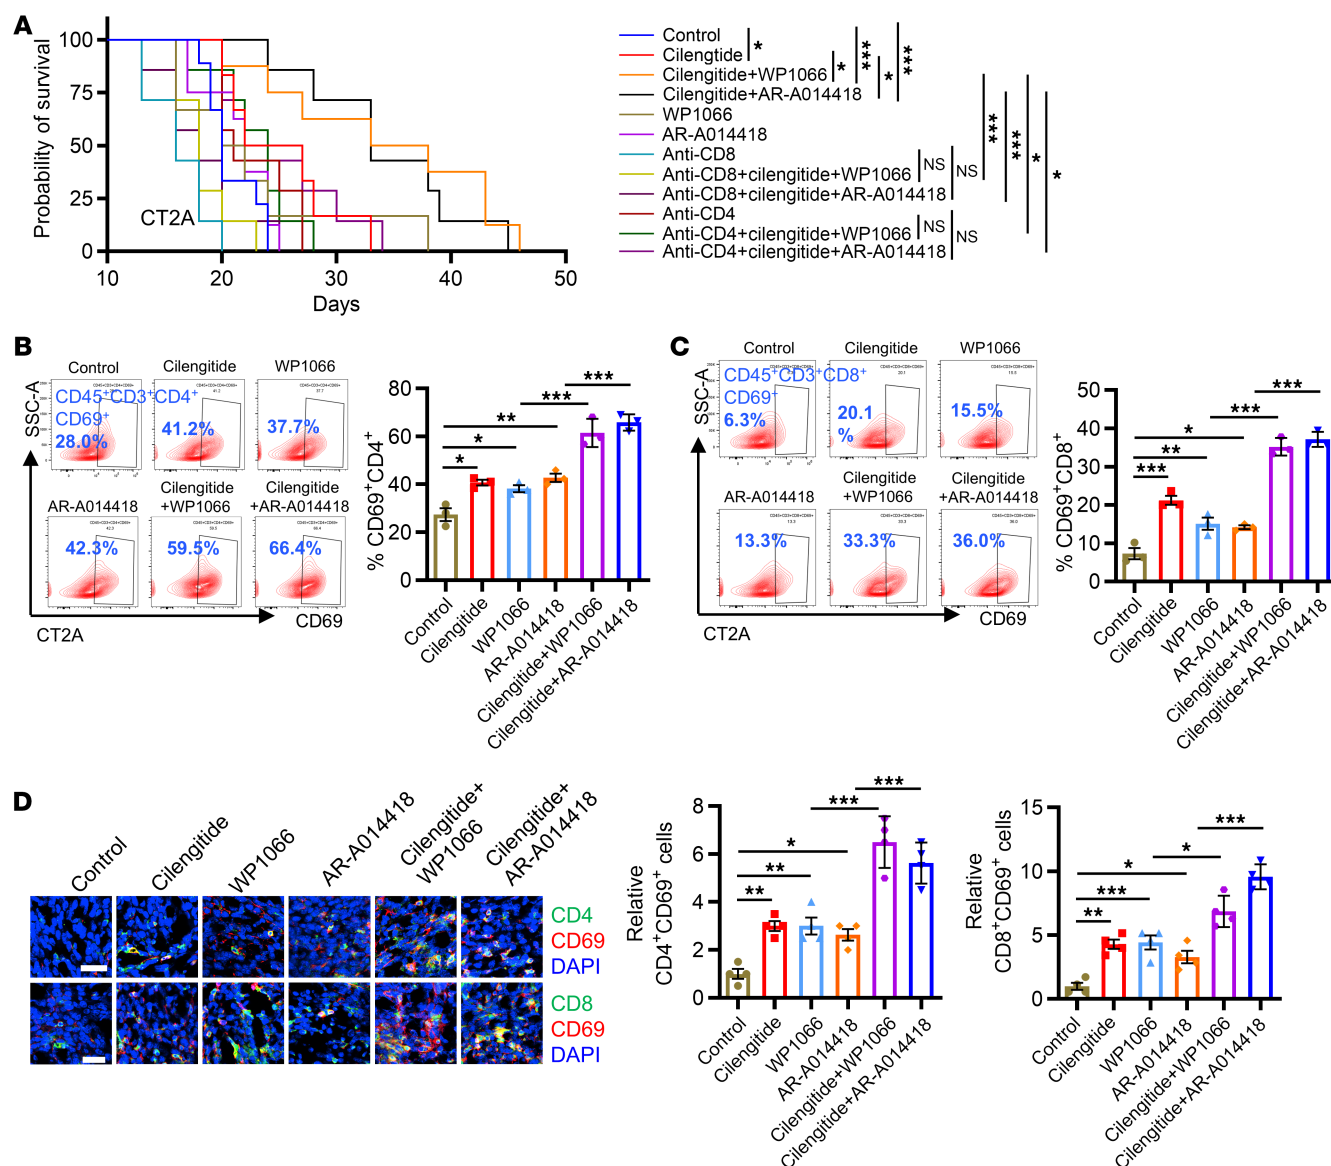 A
Probability of survival
100
75
50
25
0
CT2A
10
20
30
40
50
Days
Control
Cilengtide
Cilengitide+WP1066
Cilengitide+AR-A014418
WP1066
AR-A014418
Anti-CD8
Anti-CD8+cilengitide+WP1066
Anti-CD8+cilengitide+AR-A014418
Anti-CD4
Anti-CD4+cilengitide+WP1066
Anti-CD4+cilengitide+AR-A014418
*
*
***
*
***
NS
NS
NS
NS
***
***
*
*
B
SSC-A
Control
Cilengitide
WP1066
CD45⁺CD3⁺CD4⁺
CD69⁺
28.0%
41.2%
37.7%
AR-A014418
Cilengitide
+WP1066
Cilengitide
+AR-A014418
42.3%
59.5%
66.4%
CT2A
CD69
% CD69⁺CD4⁺
80
60
40
20
0
*
*
**
***
***
Control
Cilengitide
WP1066
AR-A014418
Cilengitide+WP1066
Cilengitide+AR-A014418
C
SSC-A
Control
Cilengitide
WP1066
CD45⁺CD3⁺CD8⁺
CD69⁺
6.3%
20.1
%
15.5%
AR-A014418
Cilengitide
+WP1066
Cilengitide
+AR-A014418
13.3%
33.3%
36.0%
CT2A
CD69
% CD69⁺CD8⁺
50
40
30
20
10
0
***
**
*
***
***
Control
Cilengitide
WP1066
AR-A014418
Cilengitide+WP1066
Cilengitide+AR-A014418
D
Control
Cilengitide
WP1066
AR-A014418
Cilengitide+
WP1066
Cilengitide+
AR-A014418
CD4
CD69
DAPI
CD8
CD69
DAPI
Relative
CD4⁺CD69⁺ cells
8
6
4
2
0
**
**
*
***
***
Control
Cilengitide
WP1066
AR-A014418
Cilengitide+WP1066
Cilengitide+AR-A014418
Relative
CD8⁺CD69⁺ cells
15
10
5
0
**
***
*
*
***
Control
Cilengitide
WP1066
AR-A014418
Cilengitide+WP1066
Cilengitide+AR-A014418